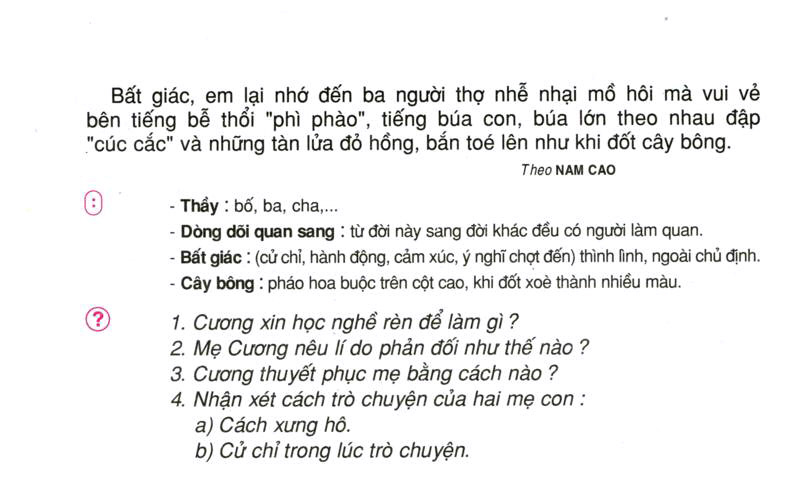 Bất giác, em lại nhớ đến ba người thợ nhễ nhại mồ hôi mà vui vẻ
bên tiếng bễ thổi "phì phào", tiếng búa con, búa lớn theo nhau đập
"cúc cắc" và những tàn lửa đỏ hồng, bắn toé lên như khi đốt cây bông.
Theo NAM CAO
:
- Thầy : bố, ba, cha,...
- Dòng dõi quan sang : từ đời này sang đời khác đều có người làm quan.
- Bất giác : (cử chỉ, hành động, cảm xúc, ý nghĩ chợt đến) thình lình, ngoài chủ định.
- Cây bông : pháo hoa buộc trên cột cao, khi đốt xoè thành nhiều màu.
?
1. Cương xin học nghề rèn để làm gì ?
2. Mẹ Cương nêu lí do phản đối như thế nào ?
3. Cương thuyết phục mẹ bằng cách nào ?
4. Nhận xét cách trò chuyện của hai mẹ con :
a) Cách xưng hô.
b) Cử chỉ trong lúc trò chuyện.